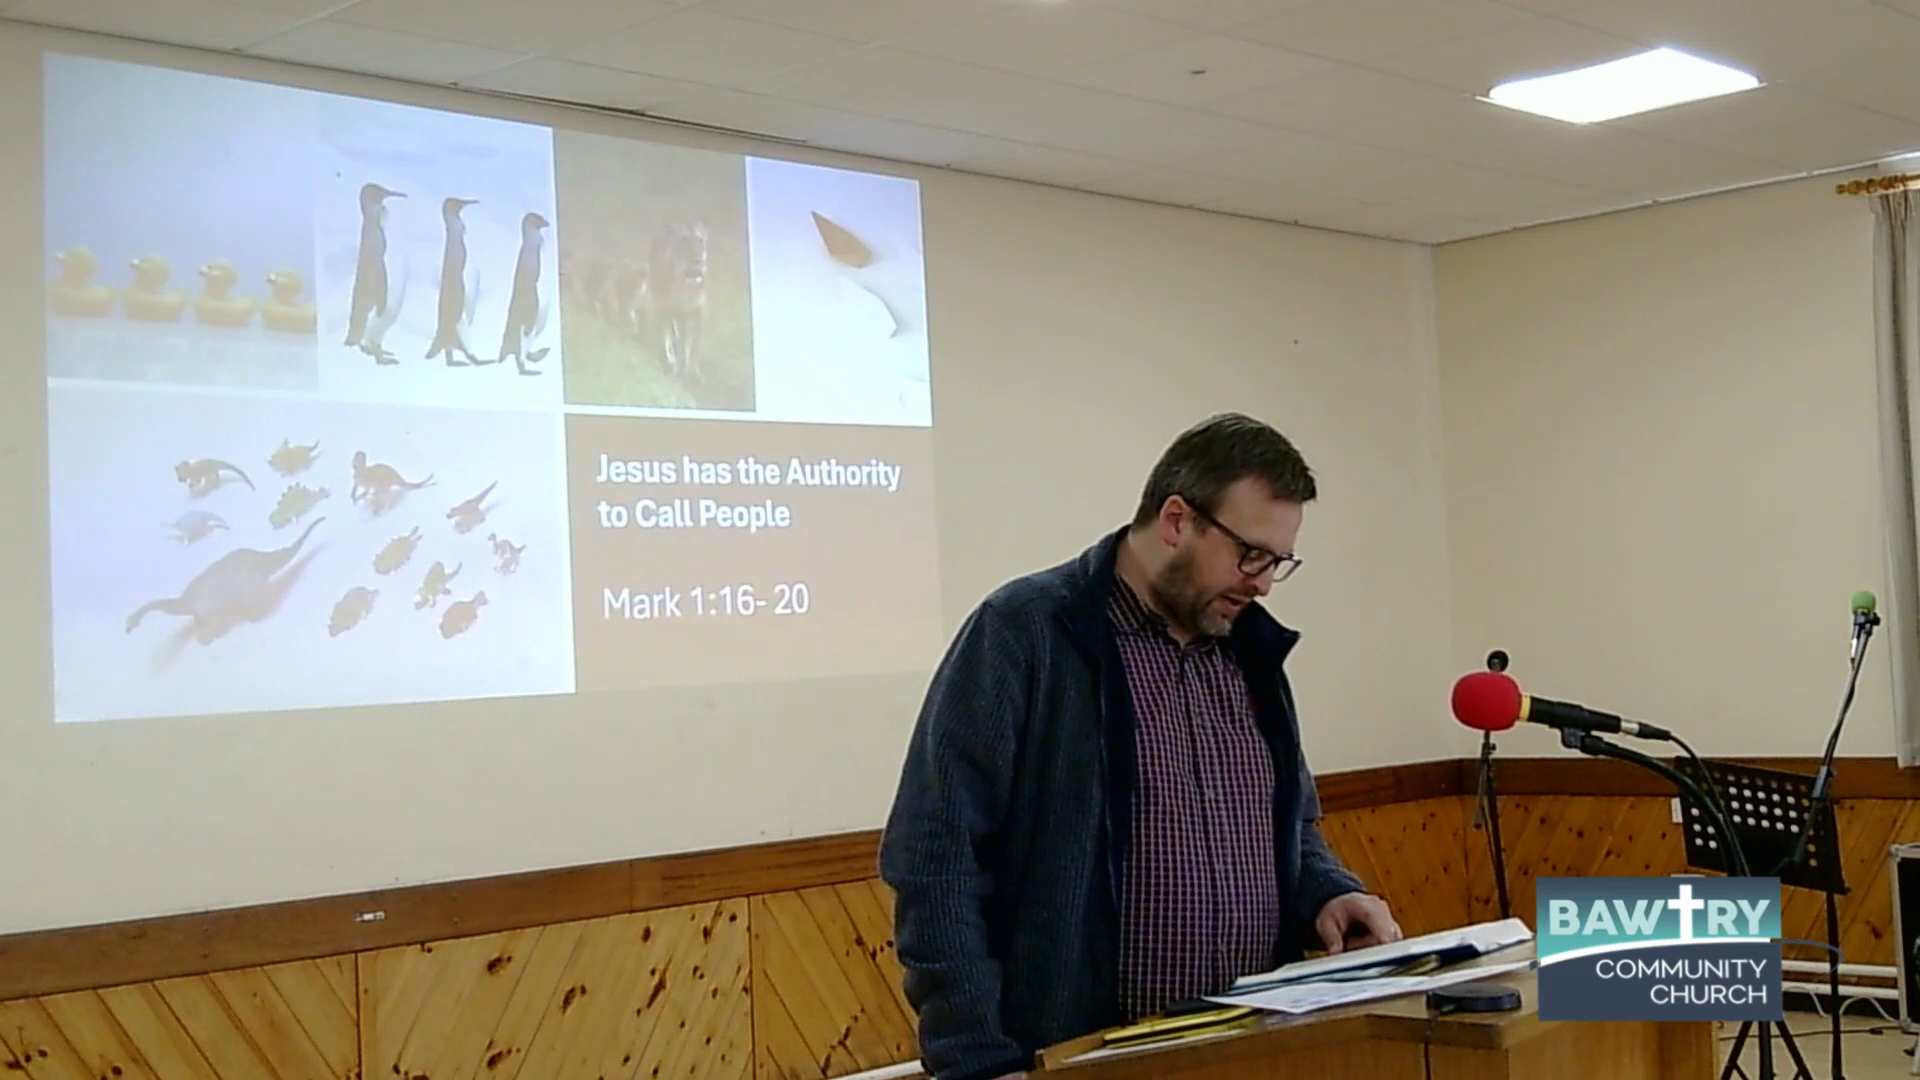 Jesus has the Authority
to Call People
Mark 1:16- 20
BAWTRY
COMMUNITY
CHURCH